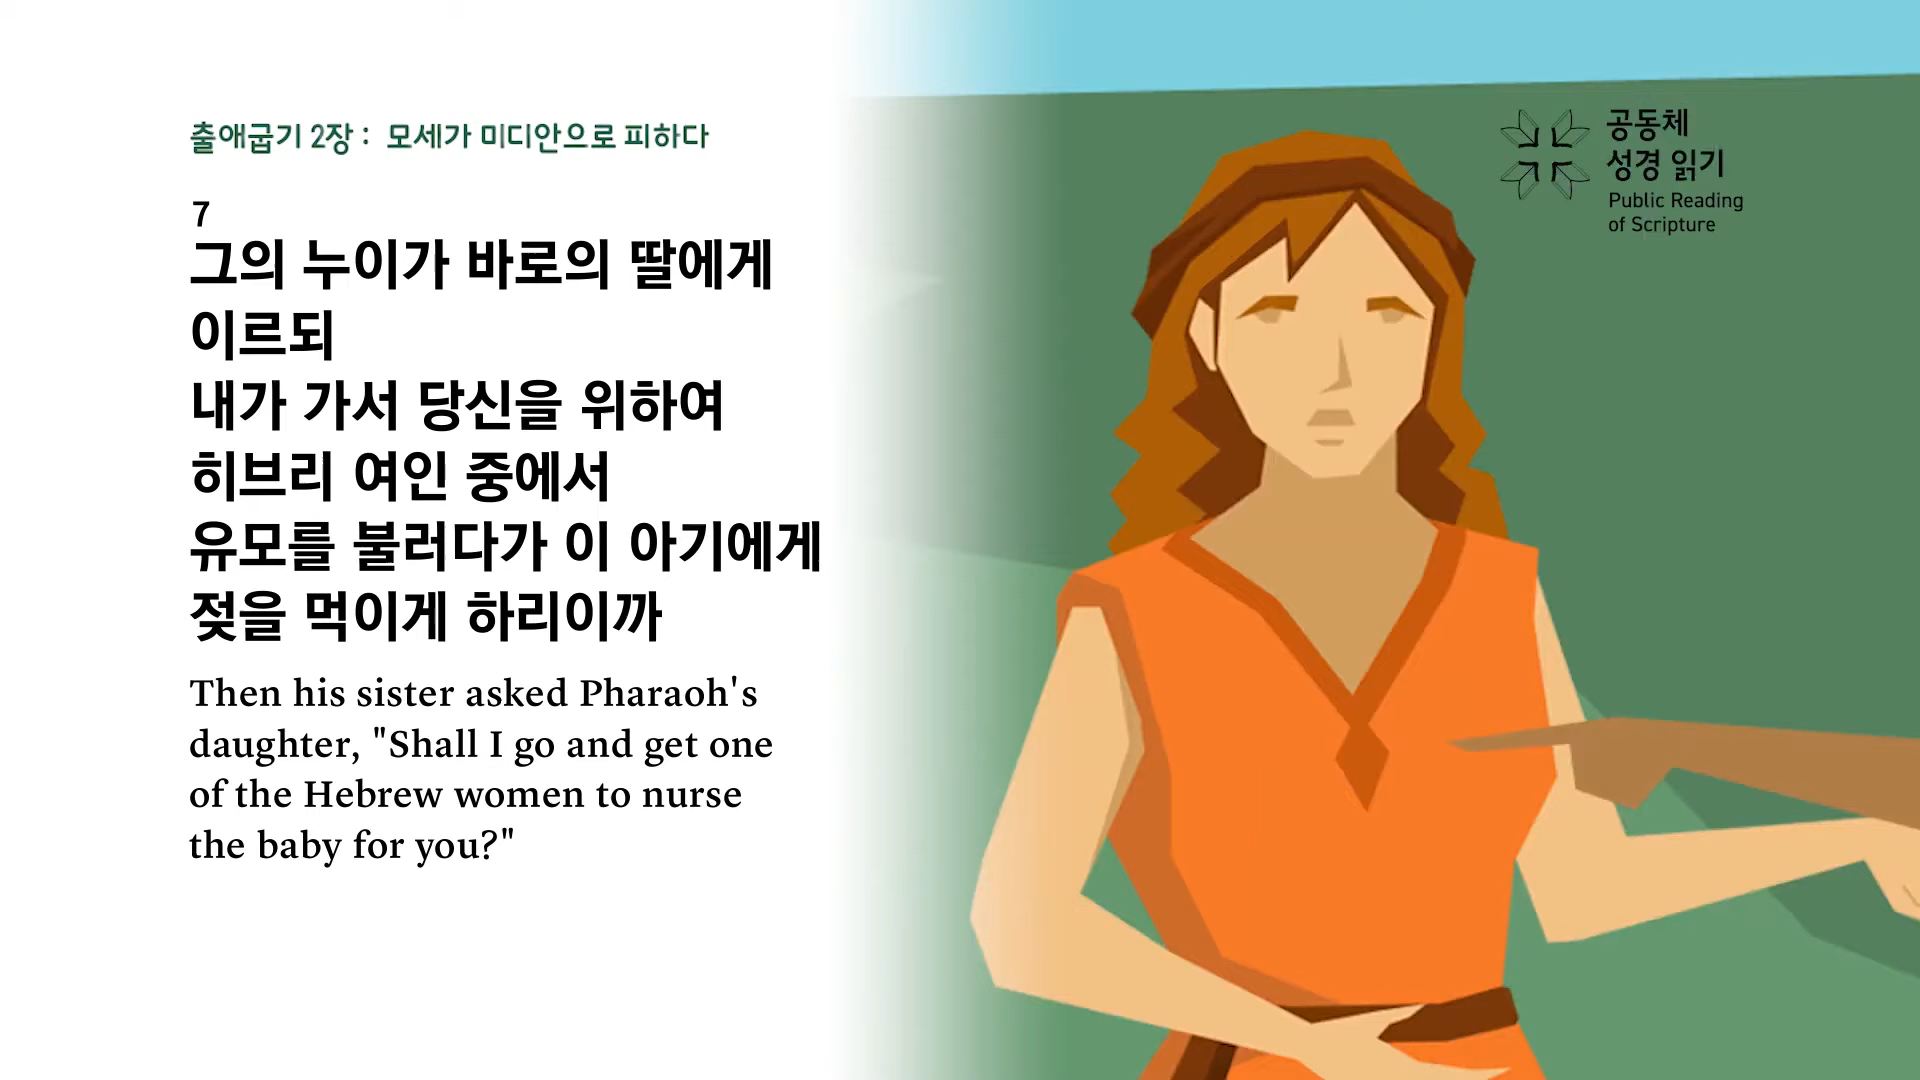 출애굽기 2장 :  모세가 미디안으로 피하다
7
그의 누이가 바로의 딸에게
이르되
내가 가서 당신을 위하여
히브리 여인 중에서
유모를 불러다가 이 아기에게
젖을 먹이게 하리이까
Then his sister asked Pharaoh's
daughter, "Shall I go and get one
of the Hebrew women to nurse
the baby for you?"
공동체
성경 읽기
Public Reading
of Scripture